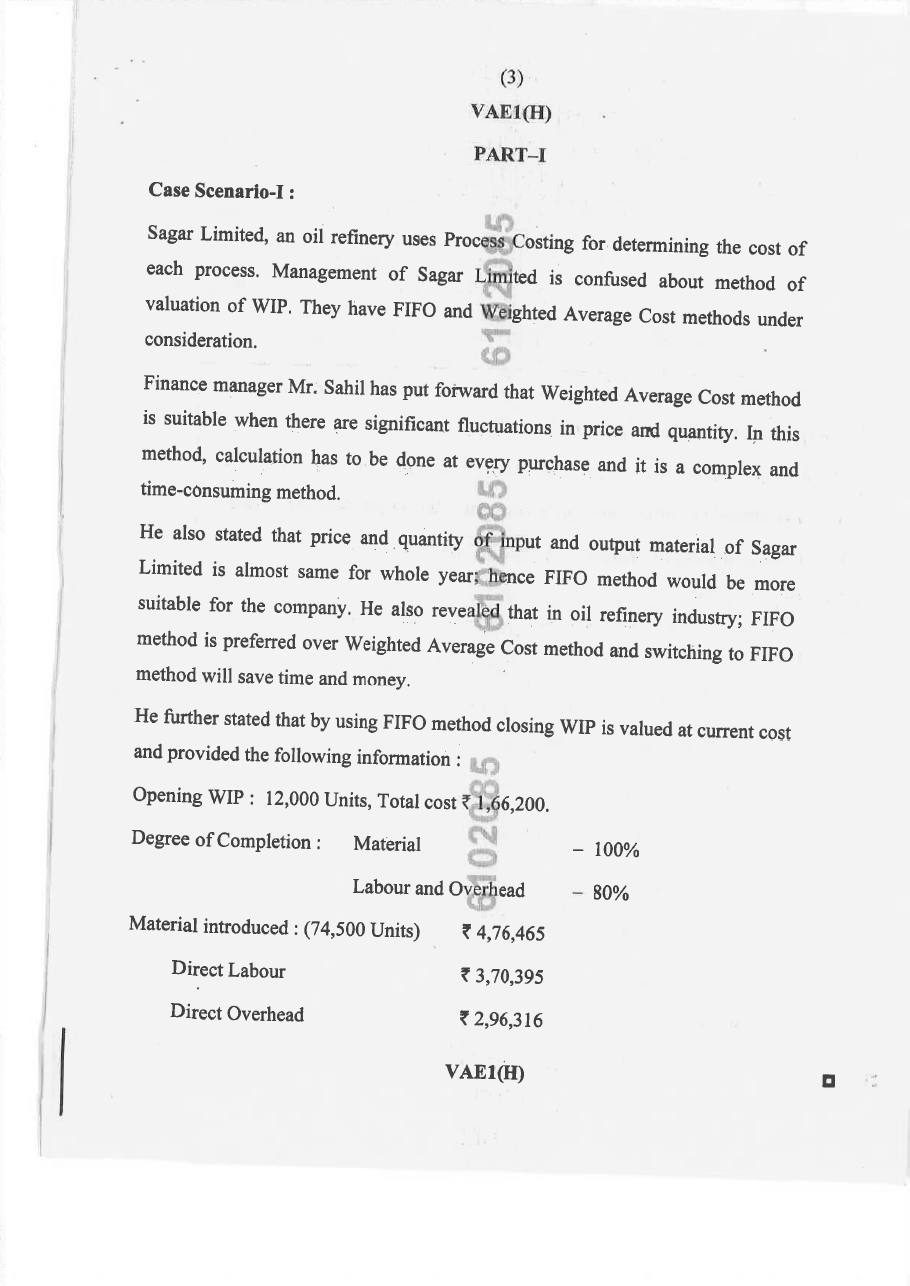 (3)
VAE1(H)
PART–I
Case Scenario-I :
Sagar Limited, an oil refinery uses Process Costing for determining the cost of
each process. Management of Sagar Limited is confused about method of
valuation of WIP. They have FIFO and Weighted Average Cost methods under
consideration.
6102085
Finance manager Mr. Sahil has put forward that Weighted Average Cost method
is suitable when there are significant fluctuations in price and quantity. In this
method, calculation has to be done at every purchase and it is a complex and
time-consuming method.
He also stated that price and quantity of input and output material of Sagar
Limited is almost same for whole year; hence FIFO method would be more
suitable for the company. He also revealed that in oil refinery industry; FIFO
method is preferred over Weighted Average Cost method and switching to FIFO
method will save time and money.
6102085
He further stated that by using FIFO method closing WIP is valued at current cost
and provided the following information :
Opening WIP : 12,000 Units, Total cost ₹ 1,66,200.
Degree of Completion : Material – 100%
Labour and Overhead – 80%
6102085
Material introduced : (74,500 Units) ₹ 4,76,465
Direct Labour ₹ 3,70,395
Direct Overhead ₹ 2,96,316
VAE1(H)